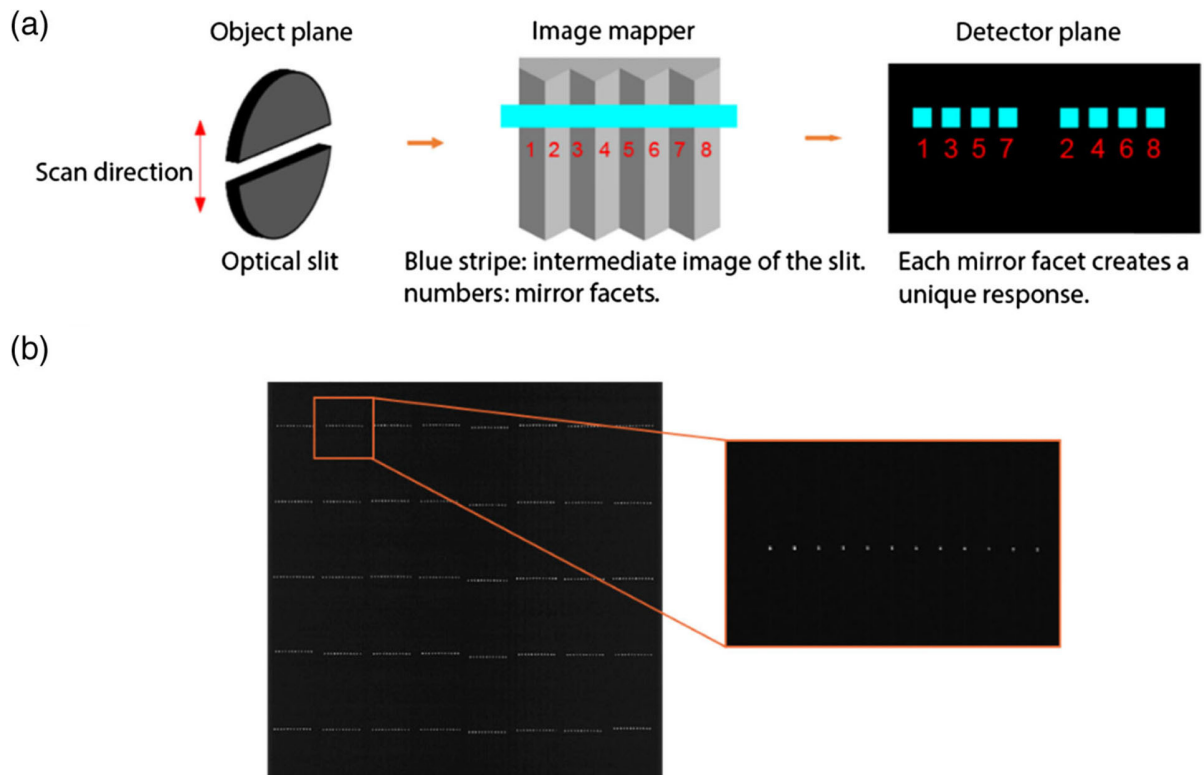 (a)
Object plane
Image mapper
Detector plane
Scan direction
1 2 3 4 5 6 7 8
1 3 5 7 2 4 6 8
Optical slit
Blue stripe: intermediate image of the slit.
numbers: mirror facets.
Each mirror facet creates a
unique response.
(b)